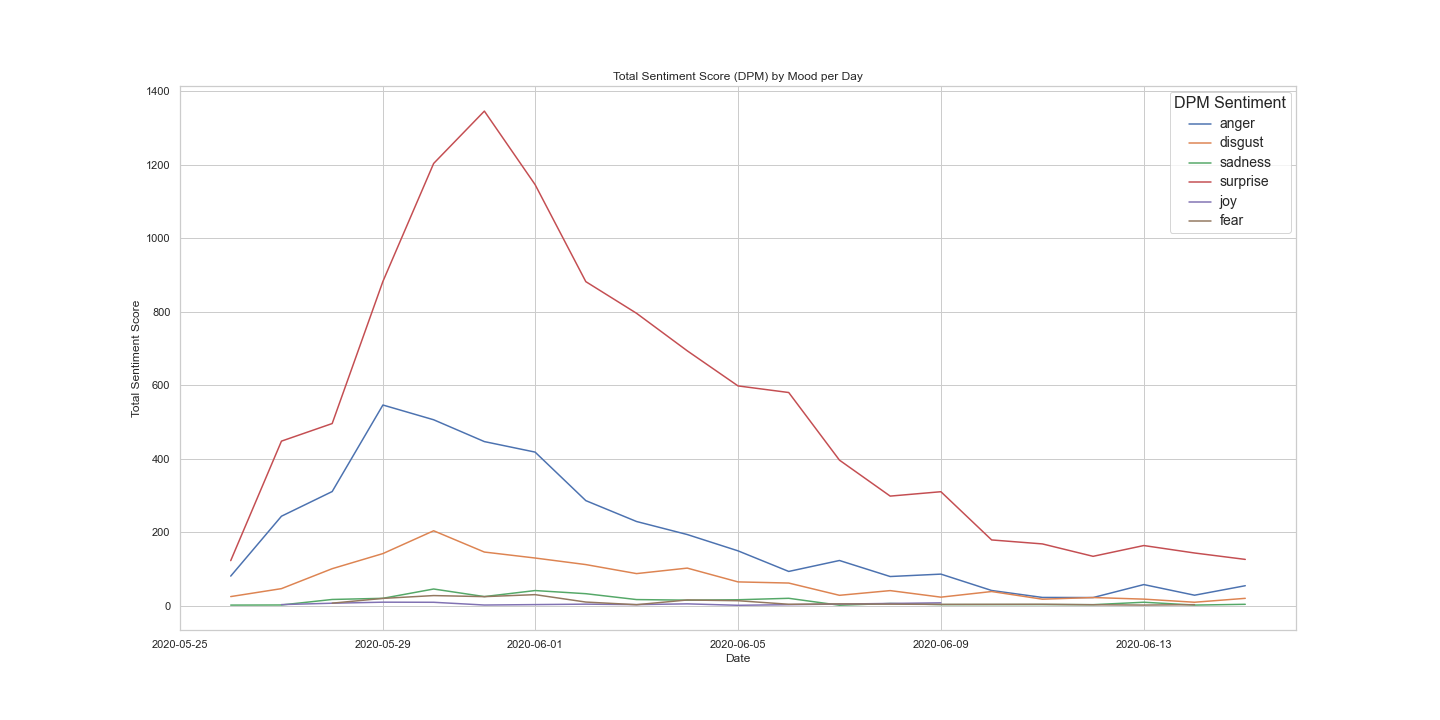 Total Sentiment Score (DPM) by Mood per Day
Total Sentiment Score
1400
1200
1000
800
600
400
200
0
DPM Sentiment
anger
disgust
sadness
surprise
joy
fear
2020-05-25 2020-05-29 2020-06-01 2020-06-05 2020-06-09 2020-06-13
Date